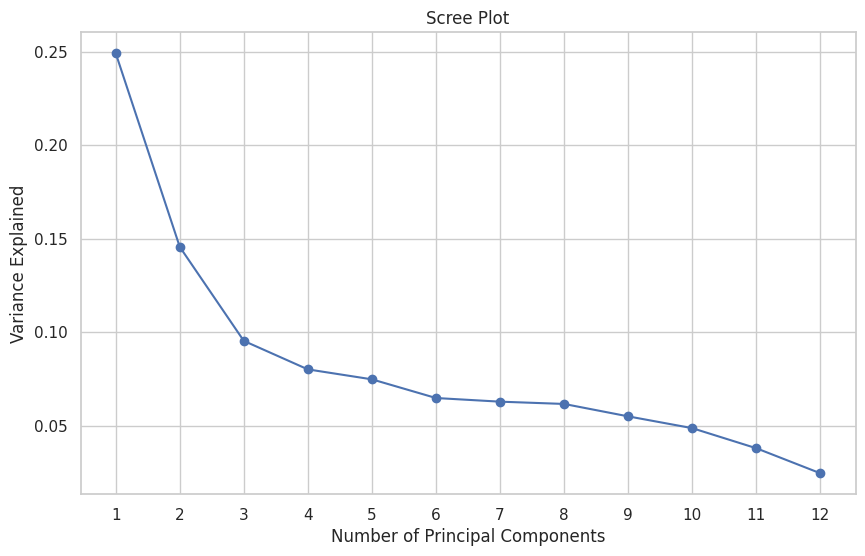 Scree Plot
Variance Explained
0.25
0.20
0.15
0.10
0.05
1 2 3 4 5 6 7 8 9 10 11 12
Number of Principal Components